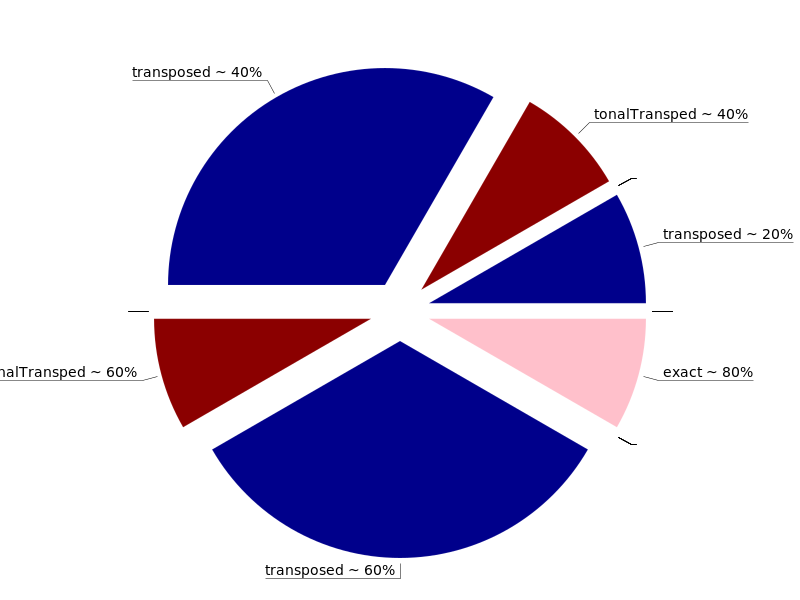 transposed ~ 40%
tonalTransped ~ 40%
transposed ~ 20%
nalTransped ~ 60%
exact ~ 80%
transposed ~ 60%